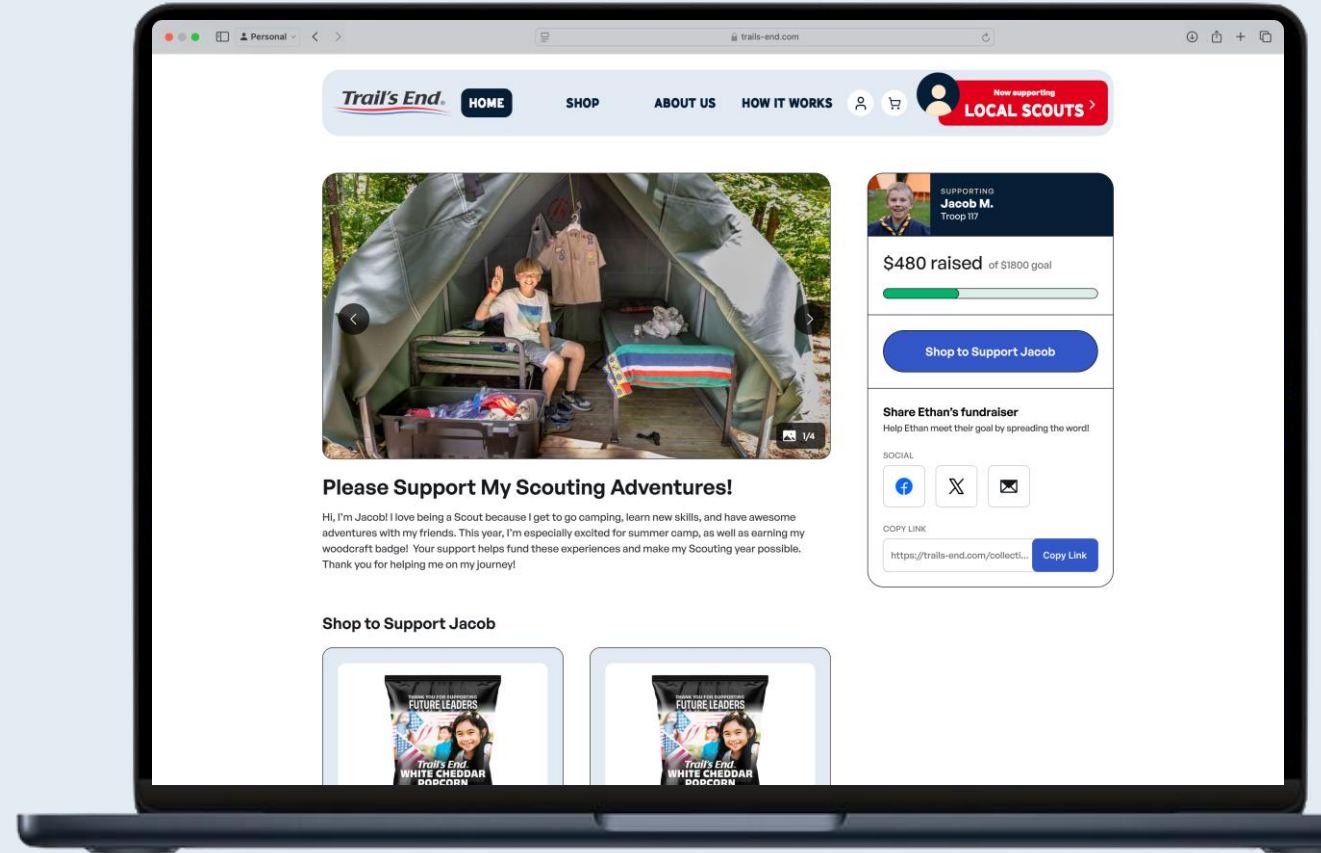 Personal
trails-end.com
Trail's End.
HOME
SHOP
ABOUT US
HOW IT WORKS
Now supporting
LOCAL SCOUTS
1/4
SUPPORTING
Jacob M.
Troop 117
$480 raised of $1800 goal
Shop to Support Jacob
Share Ethan's fundraiser
Help Ethan meet their goal by spreading the word!
SOCIAL
COPY LINK
https://trails-end.com/collecti...
Copy Link
Please Support My Scouting Adventures!
Hi, I'm Jacob! I love being a Scout because I get to go camping, learn new skills, and have awesome
adventures with my friends. This year, I'm especially excited for summer camp, as well as earning my
woodcraft badge! Your support helps fund these experiences and make my Scouting year possible.
Thank you for helping me on my journey!
Shop to Support Jacob
THANK YOU FOR SUPPORTING
FUTURE LEADERS
Trail's End.
WHITE CHEDDAR
POPCORN
THANK YOU FOR SUPPORTING
FUTURE LEADERS
Trail's End.
WHITE CHEDDAR
POPCORN